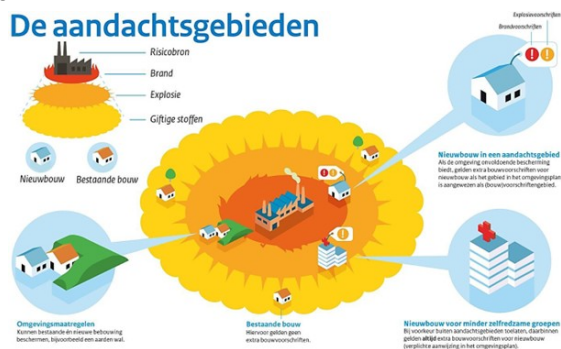 De aandachtsgebieden
Risicobron
Brand
Explosie
Giftige stoffen
Nieuwbouw
Bestaande bouw
Explosievoorschriften
Brandvoorschriften
Nieuwbouw in een aandachtsgebied
Als de omgeving onvoldoende bescherming
biedt, gelden extra bouwvoorschriften voor
nieuwbouw als het gebied in het omgevingsplan
is aangewezen als (bouw)voorschriftengebied.
Omgevingsmaatregelen
Kunnen bestaande én nieuwe bebouwing
beschermen, bijvoorbeeld een aarden wal.
Bestaande bouw
Hiervoor gelden geen
extra bouwvoorschriften.
Nieuwbouw voor minder zelfredzame groepen
Bij voorkeur buiten aandachtsgebieden toelaten, daarbinnen
gelden altijd extra bouwvoorschriften voor nieuwbouw
(verplichte aanwijzing in het omgevingsplan).